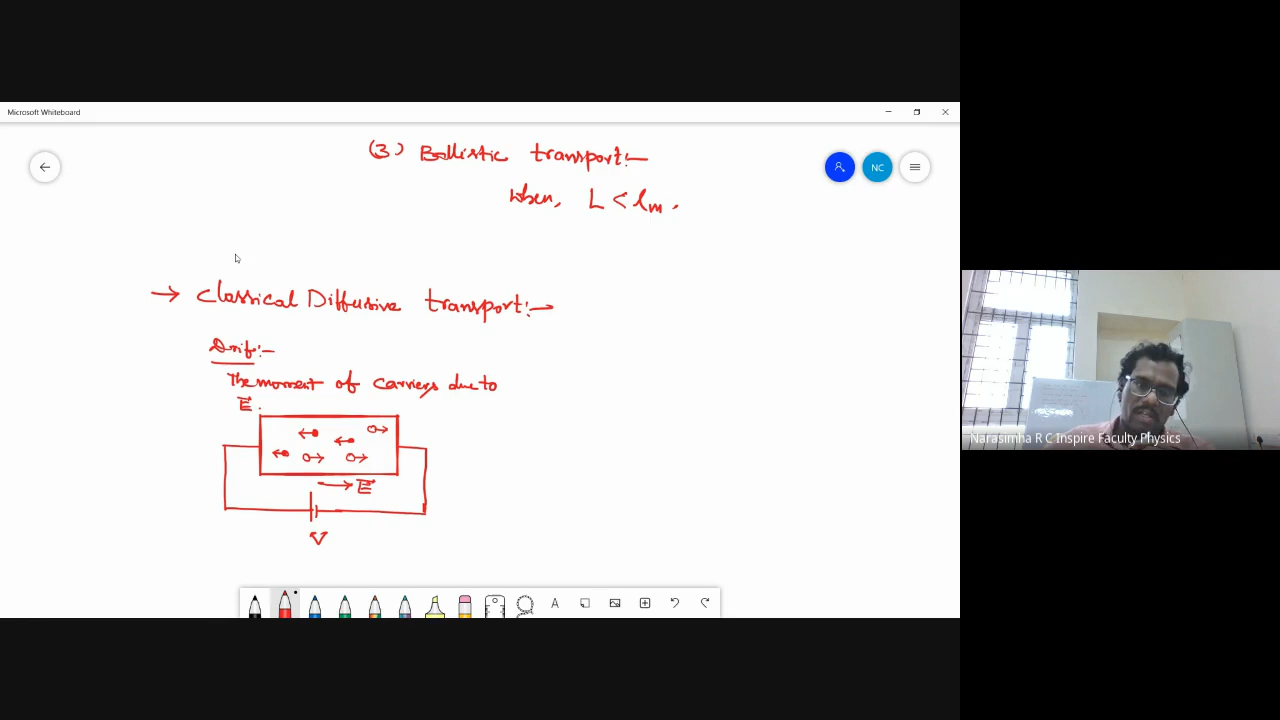 Microsoft Whiteboard
(3) Ballistic transport:-
When, L < lm.
NC
→ Classical Diffusive transport:→
Drif:-
The moment of carriers due to
E.
→ E
V
A
Narasimha R C Inspire Faculty Physics